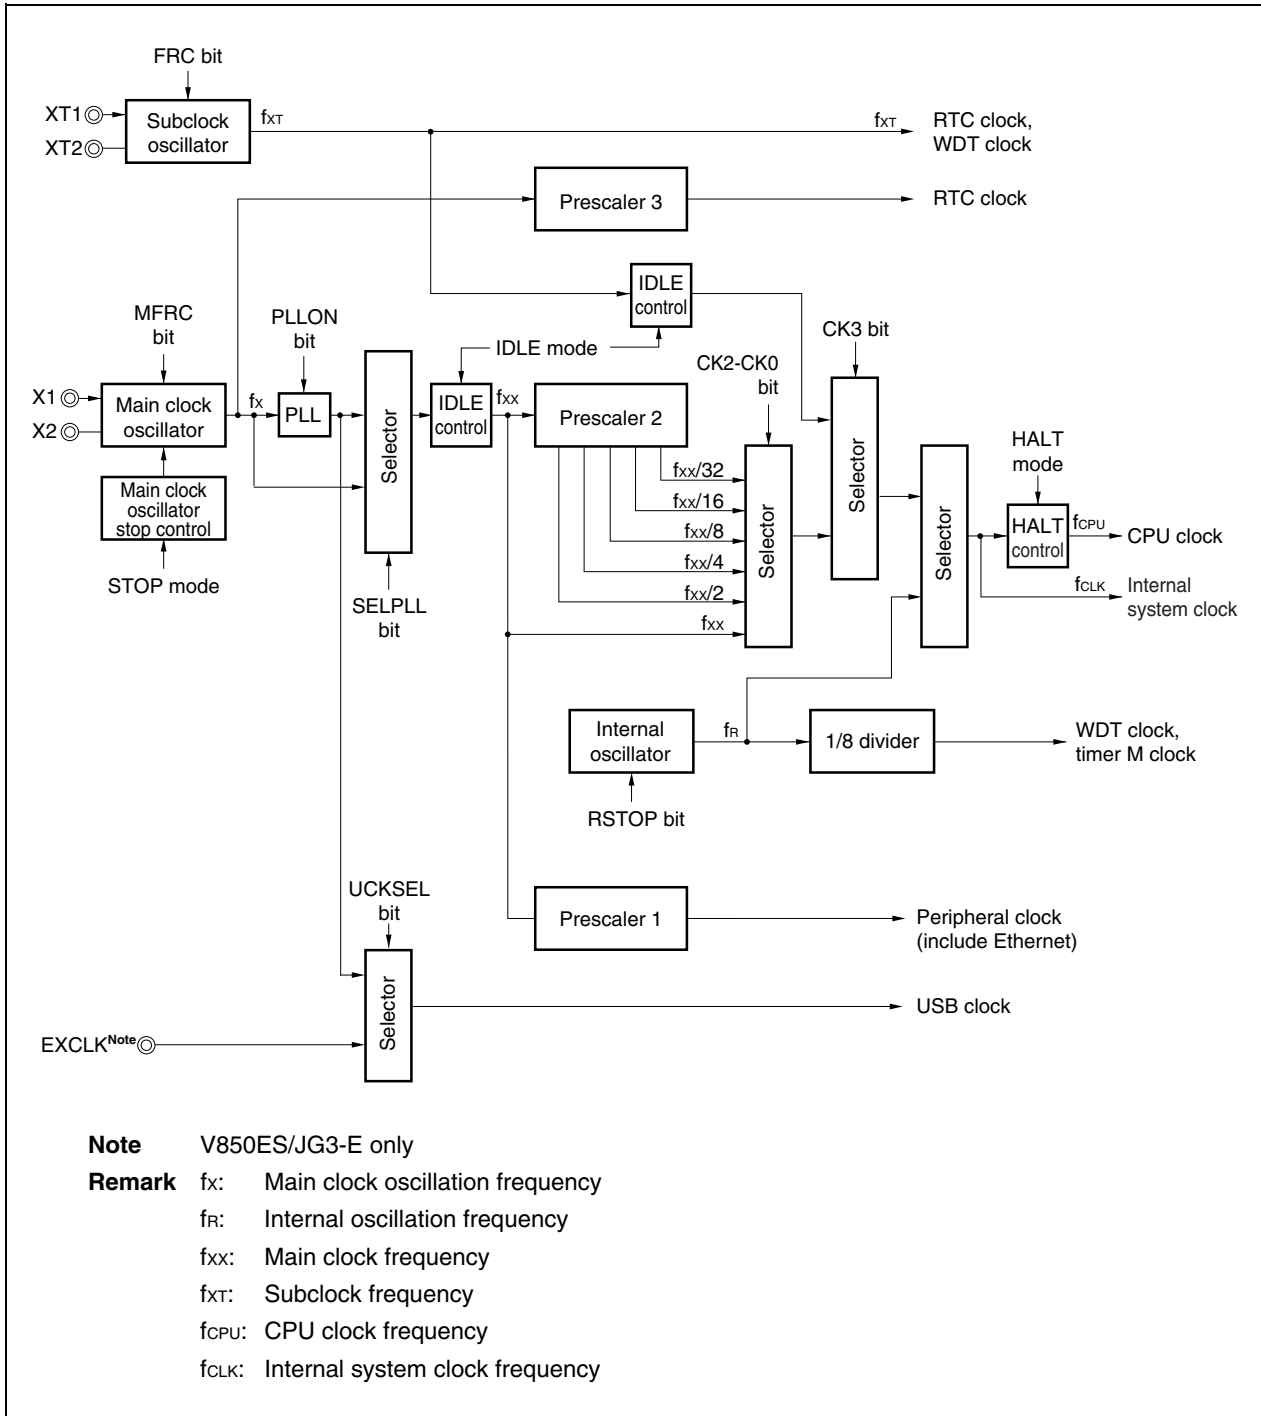 FRC bit
XT1
XT2
Subclock
oscillator
fXT
fXT
RTC clock,
WDT clock
Prescaler 3
RTC clock
IDLE
control
MFRC
bit
PLLON
bit
IDLE mode
CK3 bit
CK2-CK0
bit
X1
X2
Main clock
oscillator
fX
PLL
Selector
IDLE
control
fXX
Prescaler 2
Main clock
oscillator
stop control
STOP mode
SELPLL
bit
fXX/32
fXX/16
fXX/8
fXX/4
fXX/2
fXX
Selector
Selector
Selector
HALT
mode
HALT
control
fCPU
CPU clock
fCLK
Internal
system clock
Internal
oscillator
fR
1/8 divider
WDT clock,
timer M clock
RSTOP bit
UCKSEL
bit
Prescaler 1
Peripheral clock
(include Ethernet)
Selector
USB clock
EXCLKNote
Note V850ES/JG3-E only
Remark fX: Main clock oscillation frequency
fR: Internal oscillation frequency
fXX: Main clock frequency
fXT: Subclock frequency
fCPU: CPU clock frequency
fCLK: Internal system clock frequency